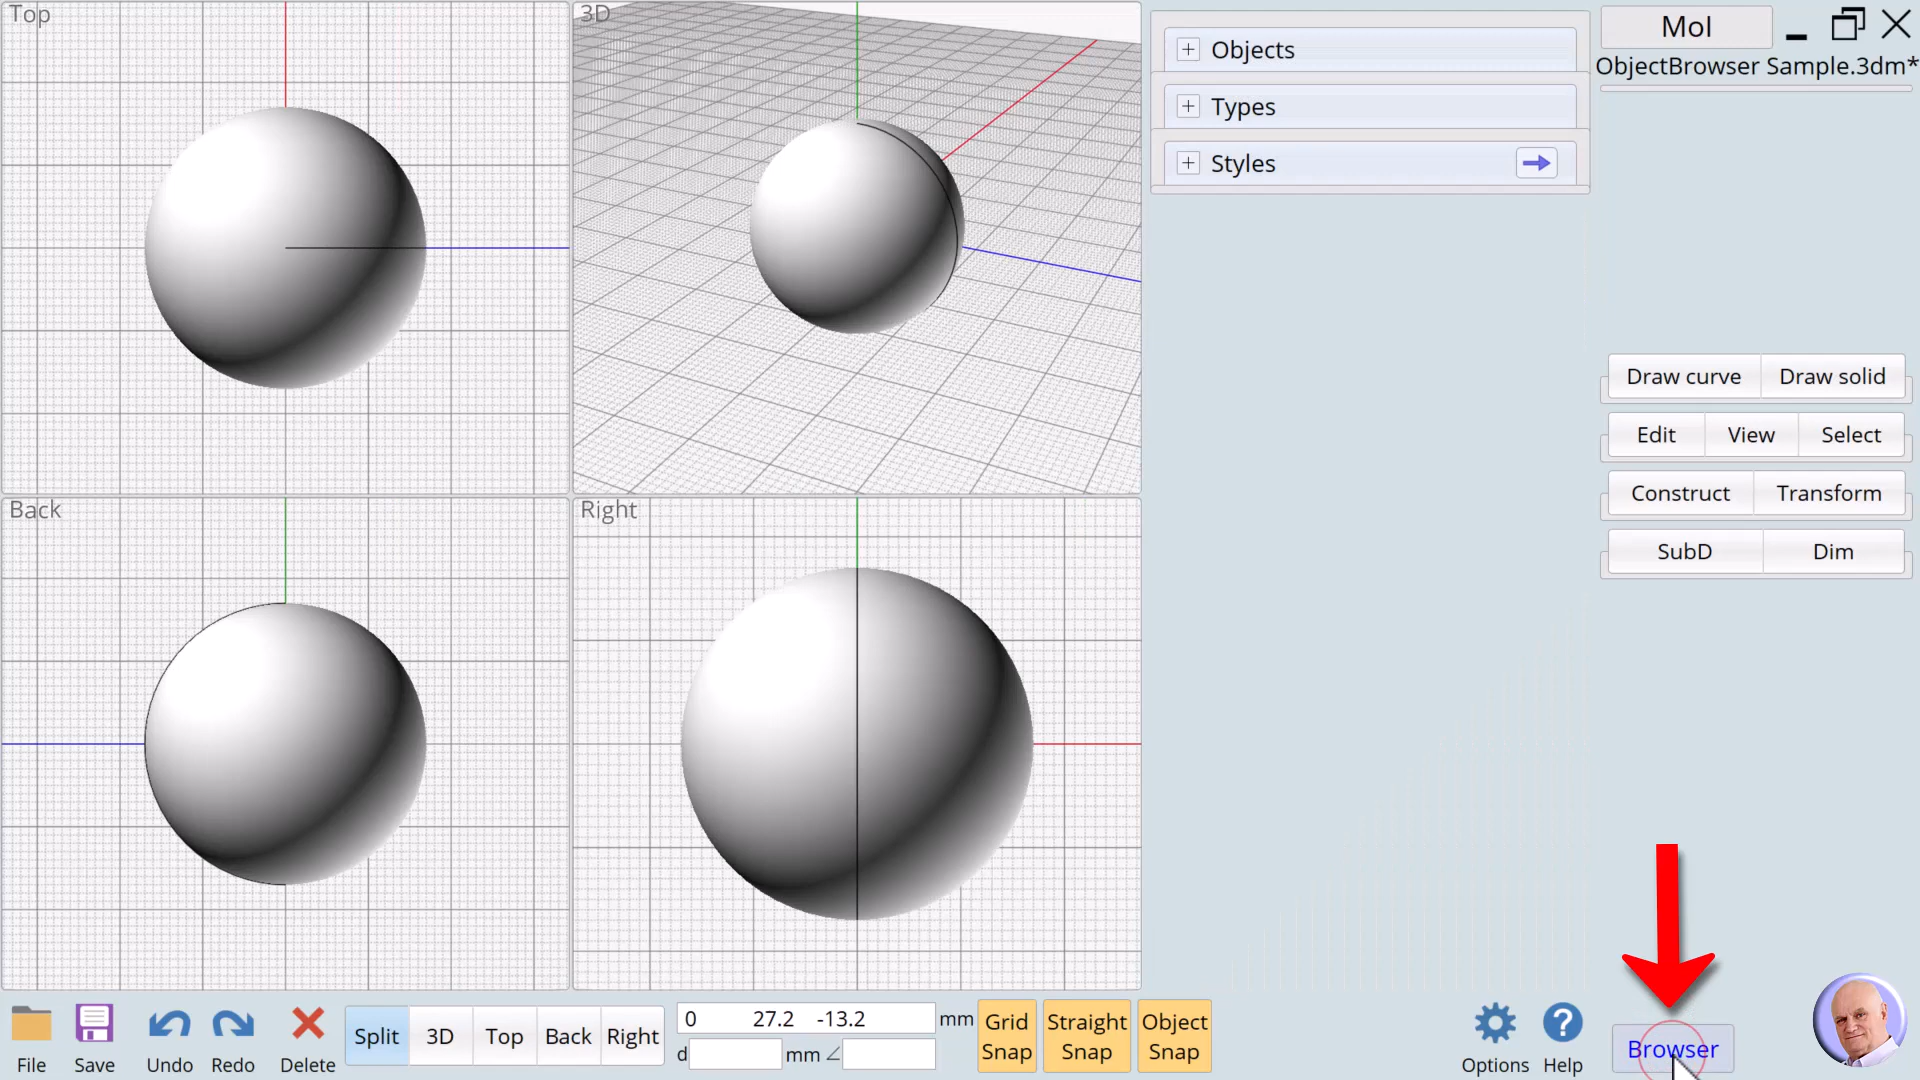 Top
3D
Objects
Types
Styles
MoI
ObjectBrowser Sample.3dm*
Draw curve Draw solid
Edit View Select
Construct Transform
SubD Dim
Back
Right
File Save Undo Redo Delete
Split 3D Top Back Right
0 27.2 -13.2 mm
d mm ∠
Grid Snap
Straight Snap
Object Snap
Options Help
Browser